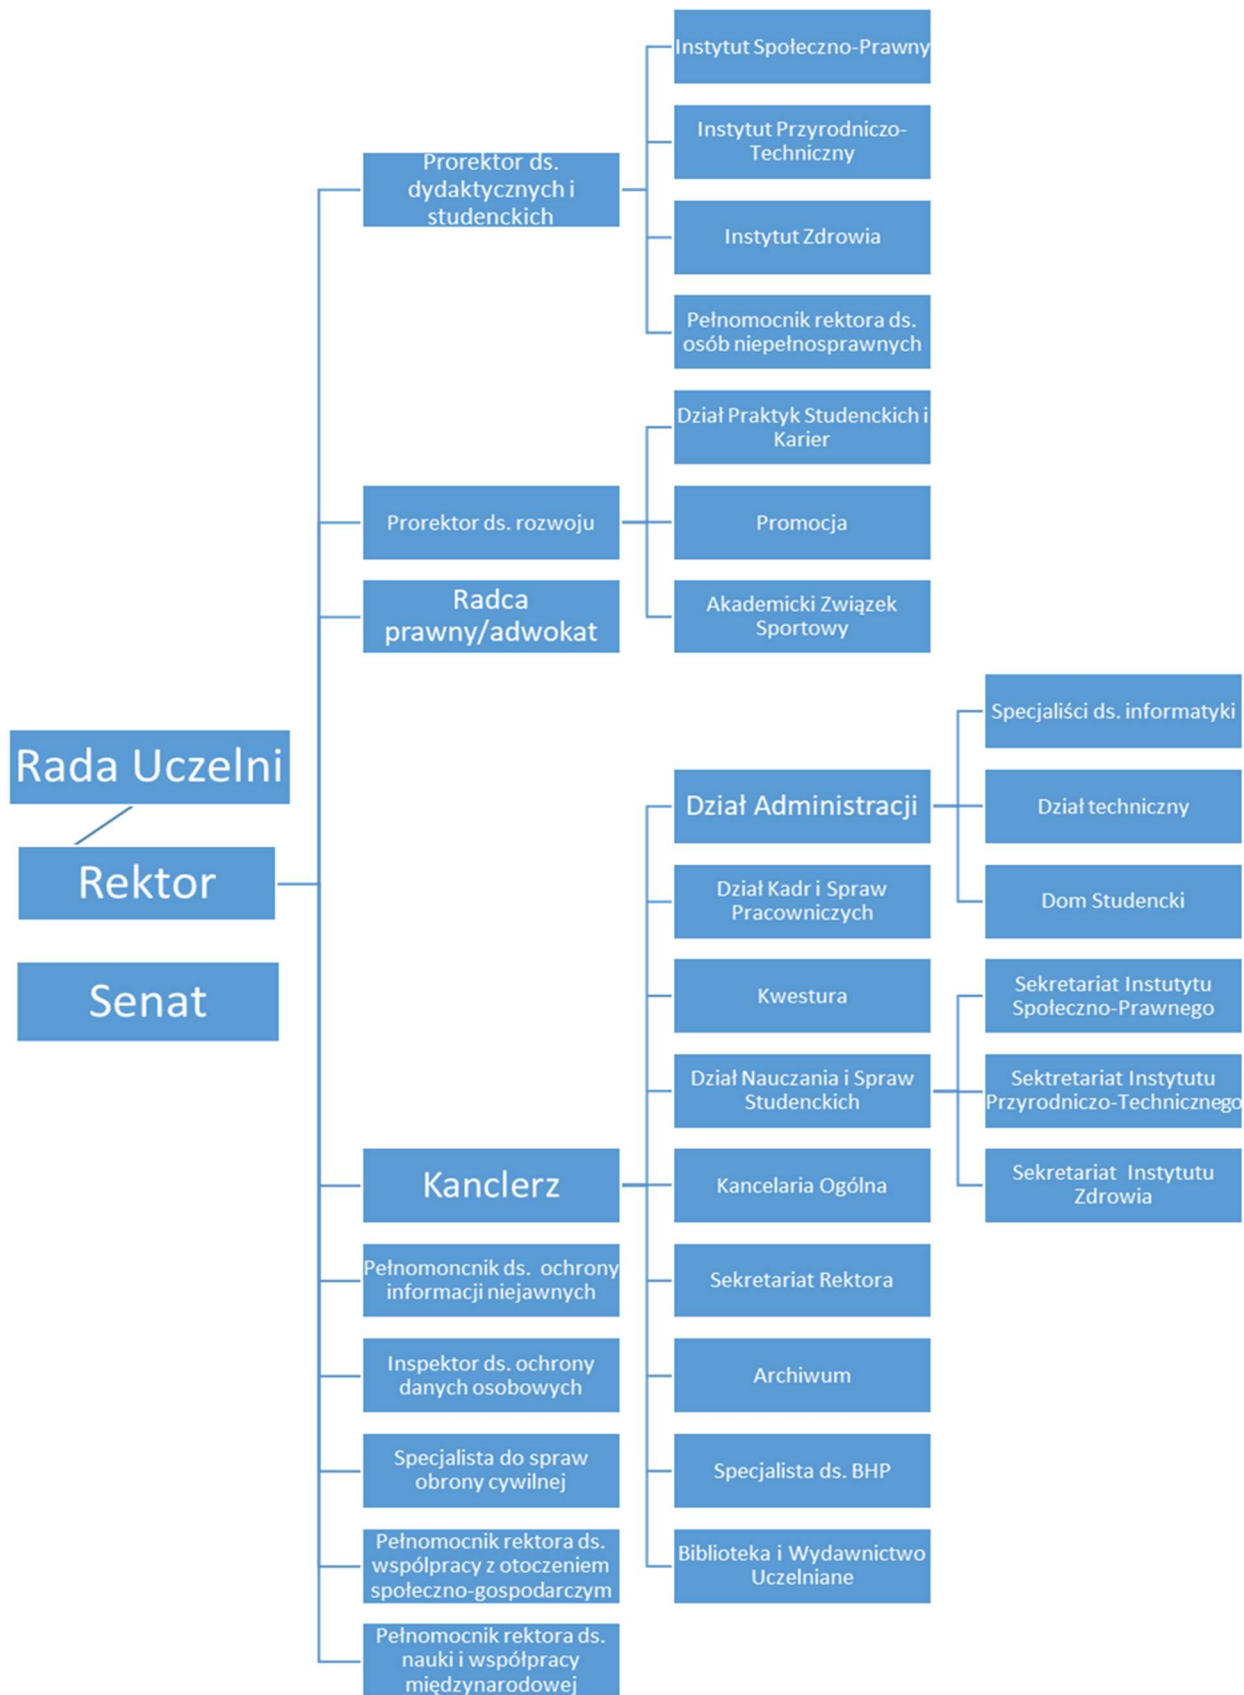 Rada Uczelni
Rektor
Senat
Prorektor ds.
dydaktycznych i
studenckich
Instytut Społeczno-Prawny
Instytut Przyrodniczo-
Techniczny
Instytut Zdrowia
Pełnomocnik rektora ds.
osób niepełnosprawnych
Prorektor ds. rozwoju
Dział Praktyk Studenckich i
Karier
Promocja
Akademicki Związek
Sportowy
Radca
prawny/adwokat
Kanclerz
Dział Administracji
Specjaliści ds. informatyki
Dział techniczny
Dom Studencki
Dział Kadr i Spraw
Pracowniczych
Kwestura
Dział Nauczania i Spraw
Studenckich
Sekretariat Instutytu
Społeczno-Prawnego
Sektretariat Instytutu
Przyrodniczo-Technicznego
Sekretariat Instytutu
Zdrowia
Kancelaria Ogólna
Sekretariat Rektora
Archiwum
Specjalista ds. BHP
Biblioteka i Wydawnictwo
Uczelniane
Pełnomoncnik ds. ochrony
informacji niejawnych
Inspektor ds. ochrony
danych osobowych
Specjalista do spraw
obrony cywilnej
Pełnomocnik rektora ds.
wspólpracy z otoczeniem
społeczno-gospodarczym
Pełnomocnik rektora ds.
nauki i współpracy
międzynarodowej